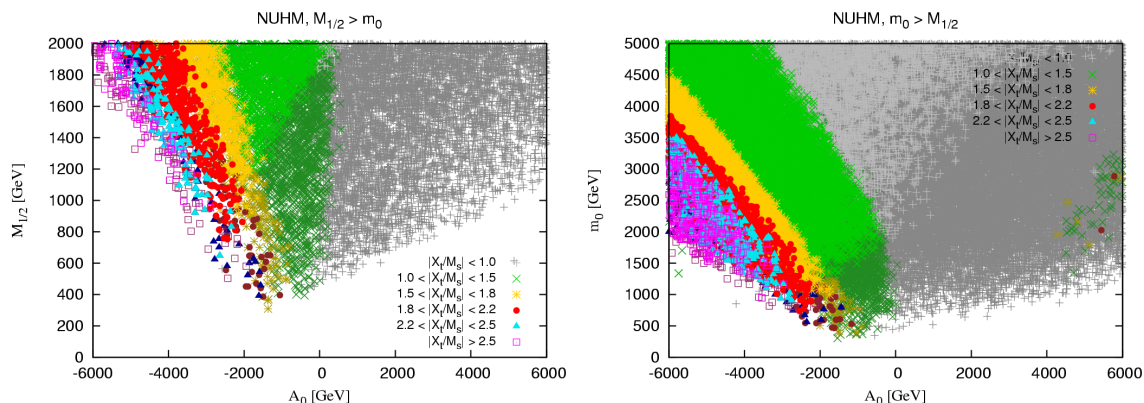 NUHM, M1/2 > m0
M1/2 [GeV]
2000
1800
1600
1400
1200
1000
800
600
400
200
0
-6000 -4000 -2000 0 2000 4000 6000
A0 [GeV]
|Xt/Ms| < 1.0
1.0 < |Xt/Ms| < 1.5
1.5 < |Xt/Ms| < 1.8
1.8 < |Xt/Ms| < 2.2
2.2 < |Xt/Ms| < 2.5
|Xt/Ms| > 2.5
NUHM, m0 > M1/2
m0 [GeV]
5000
4500
4000
3500
3000
2500
2000
1500
1000
500
0
-6000 -4000 -2000 0 2000 4000 6000
A0 [GeV]
< 1.0
1.0 < |Xt/Ms| < 1.5
1.5 < |Xt/Ms| < 1.8
1.8 < |Xt/Ms| < 2.2
2.2 < |Xt/Ms| < 2.5
|Xt/Ms| > 2.5